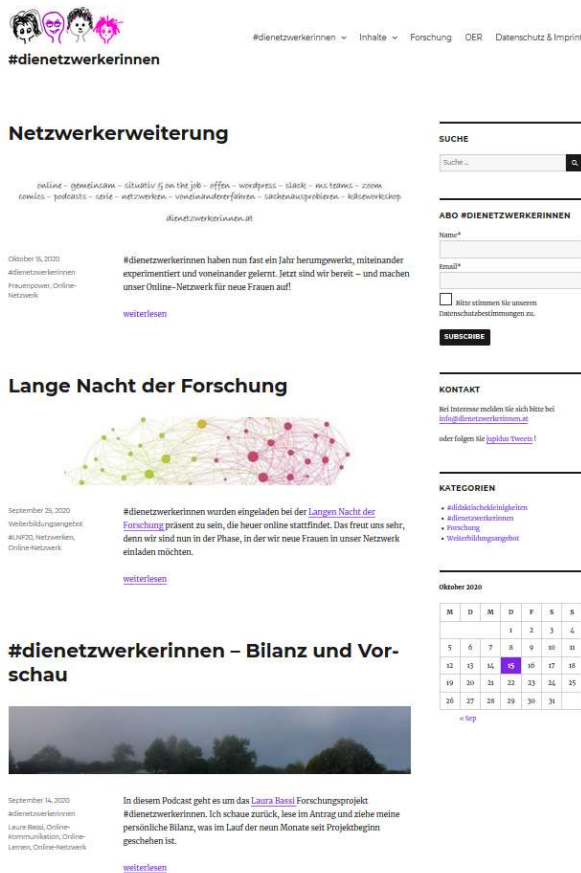 #dienetzwerkerinnen
#dienetzwerkerinnen Inhalte Forschung OER Datenschutz & Imprint
Netzwerkerweiterung
online – gemeinsam – situativ & on the job – offen – wordpress – slack – ms teams – zoom
comics – podcasts – serie – netzwerken – voneinandererfahren – sachenausprobieren – käseworkshop
dienetzwerkerinnen.at
Oktober 15, 2020
#dienetzwerkerinnen
Frauenpower, Online-
Netzwerk
#dienetzwerkerinnen haben nun fast ein Jahr herumgewerkt, miteinander
experimentiert und voneinander gelernt. Jetzt sind wir bereit – und machen
unser Online-Netzwerk für neue Frauen auf!
weiterlesen
Lange Nacht der Forschung
September 25, 2020
Weiterbildungsangebot
#LNF20, Netzwerken,
Online-Netzwerk
#dienetzwerkerinnen wurden eingeladen bei der Langen Nacht der
Forschung präsent zu sein, die heuer online stattfindet. Das freut uns sehr,
denn wir sind nun in der Phase, in der wir neue Frauen in unser Netzwerk
einladen möchten.
weiterlesen
#dienetzwerkerinnen – Bilanz und Vor-
schau
September 14, 2020
#dienetzwerkerinnen
Laura Bassi, Online-
Kommunikation, Online-
Lernen, Online-Netzwerk
In diesem Podcast geht es um das Laura Bassi Forschungsprojekt
#dienetzwerkerinnen. Ich schaue zurück, lese im Antrag und ziehe meine
persönliche Bilanz, was im Lauf der neun Monate seit Projektbeginn
geschehen ist.
weiterlesen
SUCHE
Suche …
ABO #DIENETZWERKERINNEN
Name*
Email*
Bitte stimmen Sie unseren
Datenschutzbestimmungen zu.
SUBSCRIBE
KONTAKT
Bei Interesse melden Sie sich bitte bei
info@dienetzwerkerinnen.at
oder folgen Sie jupidus Tweets !
KATEGORIEN
#didaktischekleinigkeiten
#dienetzwerkerinnen
Forschung
Weiterbildungsangebot
Oktober 2020
M D M D F S S
1 2 3 4
5 6 7 8 9 10 11
12 13 14 15 16 17 18
19 20 21 22 23 24 25
26 27 28 29 30 31
« Sep